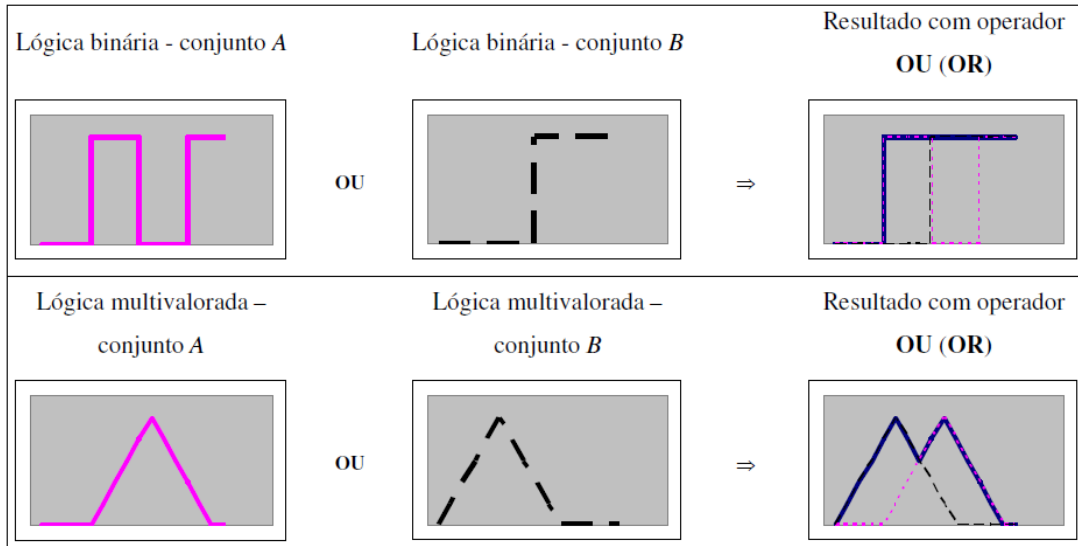 Lógica binária - conjunto A
Lógica binária - conjunto B
Resultado com operador
OU (OR)
OU
⇒
Lógica multivalorada –
conjunto A
Lógica multivalorada –
conjunto B
Resultado com operador
OU (OR)
OU
⇒